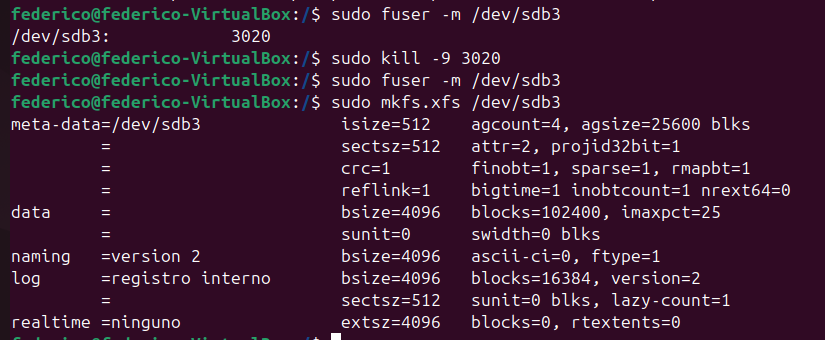 federico@federico-VirtualBox:/$ sudo fuser -m /dev/sdb3
/dev/sdb3:            3020
federico@federico-VirtualBox:/$ sudo kill -9 3020
federico@federico-VirtualBox:/$ sudo fuser -m /dev/sdb3
federico@federico-VirtualBox:/$ sudo mkfs.xfs /dev/sdb3
meta-data=/dev/sdb3              isize=512    agcount=4, agsize=25600 blks
         =                       sectsz=512   attr=2, projid32bit=1
         =                       crc=1        finobt=1, sparse=1, rmapbt=1
         =                       reflink=1    bigtime=1 inobtcount=1 nrext64=0
data     =                       bsize=4096   blocks=102400, imaxpct=25
         =                       sunit=0      swidth=0 blks
naming   =version 2              bsize=4096   ascii-ci=0, ftype=1
log      =registro interno       bsize=4096   blocks=16384, version=2
         =                       sectsz=512   sunit=0 blks, lazy-count=1
realtime =ninguno                extsz=4096   blocks=0, rtextents=0
federico@federico-VirtualBox:/$